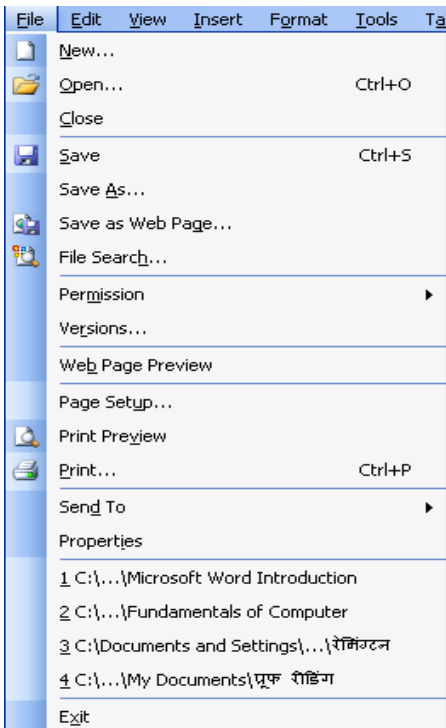 File Edit View Insert Format Tools Ta
New...
Open... Ctrl+O
Close
Save Ctrl+S
Save As...
Save as Web Page...
File Search...
Permission
Versions...
Web Page Preview
Page Setup...
Print Preview
Print... Ctrl+P
Send To
Properties
1 C:\...\Microsoft Word Introduction
2 C:\...\Fundamentals of Computer
3 C:\Documents and Settings\...\रेमिंगटन
4 C:\...\My Documents\प्रूफ रीडिंग
Exit